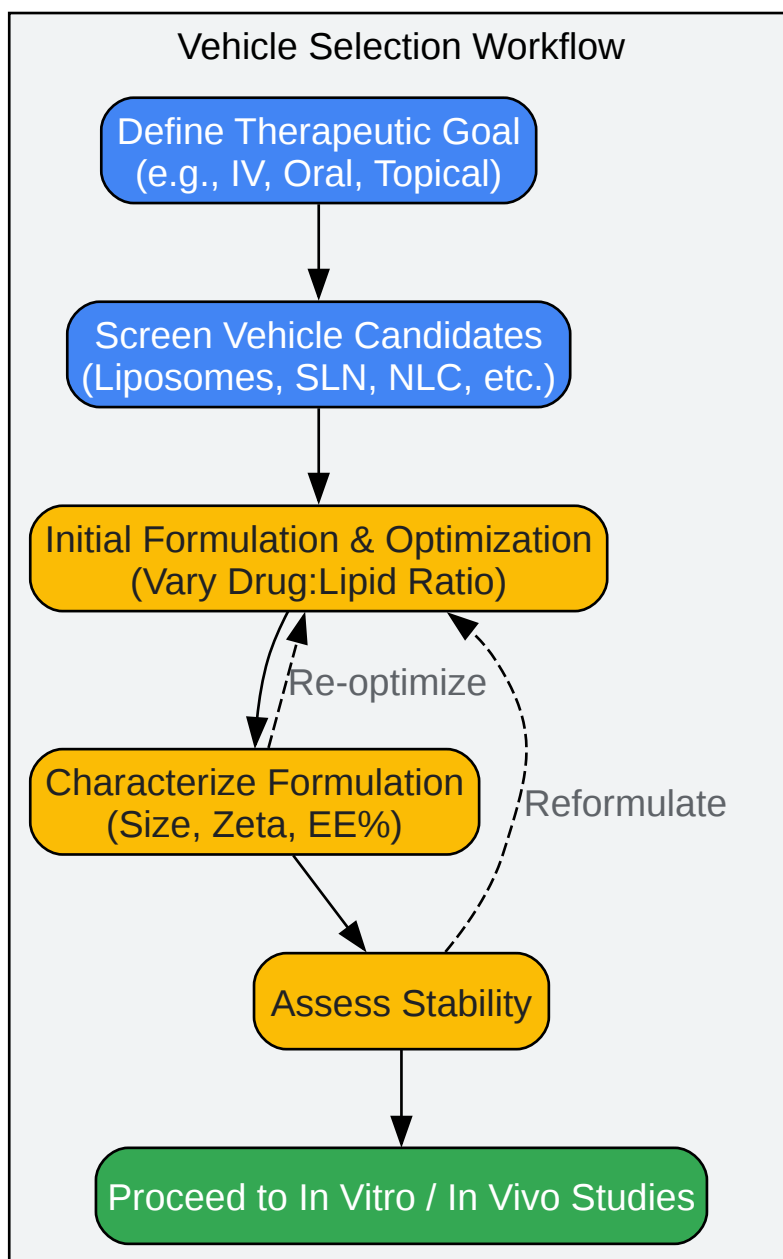 Vehicle Selection Workflow
Define Therapeutic Goal
(e.g., IV, Oral, Topical)
Screen Vehicle Candidates
(Liposomes, SLN, NLC, etc.)
Initial Formulation & Optimization
(Vary Drug:Lipid Ratio)
Re-optimize
Characterize Formulation
(Size, Zeta, EE%)
Reformulate
Assess Stability
Proceed to In Vitro / In Vivo Studies